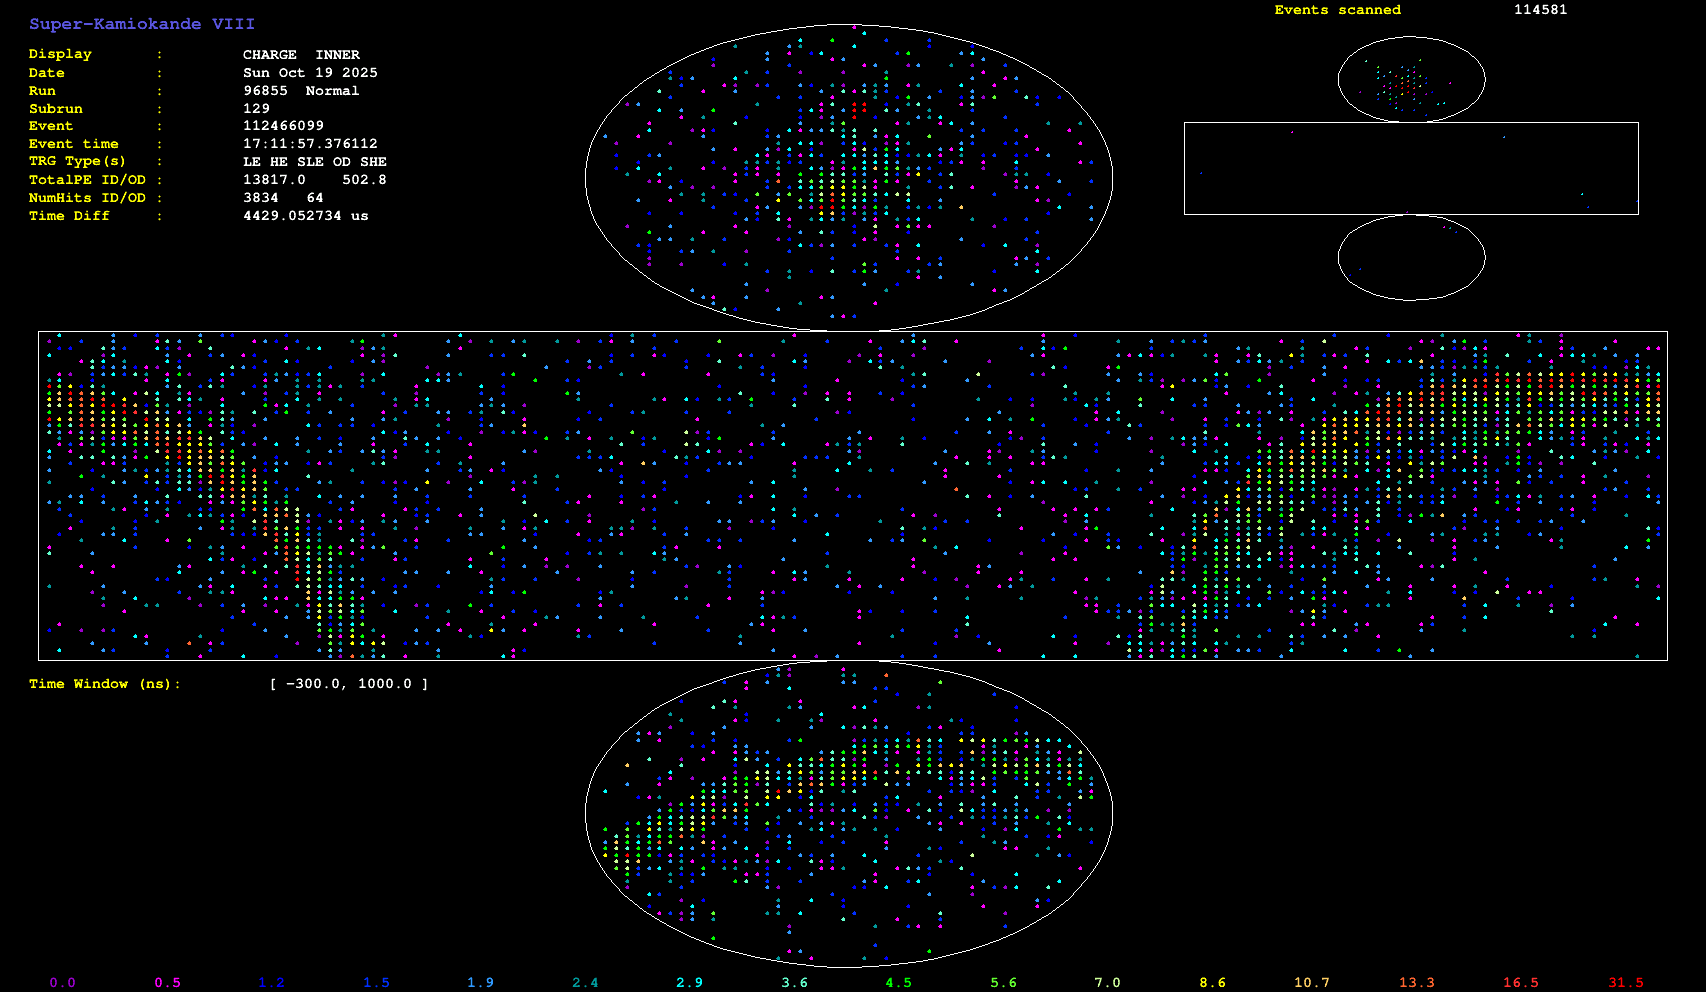 Super-Kamiokande VIII
Display : CHARGE INNER
Date : Sun Oct 19 2025
Run : 96855 Normal
Subrun : 129
Event : 112466099
Event time : 17:11:57.376112
TRG Type(s) : LE HE SLE OD SHE
TotalPE ID/OD : 13817.0 502.8
NumHits ID/OD : 3834 64
Time Diff : 4429.052734 us
Events scanned 114581
Time Window (ns): [ -300.0, 1000.0 ]
0.0 0.5 1.2 1.5 1.9 2.4 2.9 3.6 4.5 5.6 7.0 8.6 10.7 13.3 16.5 31.5